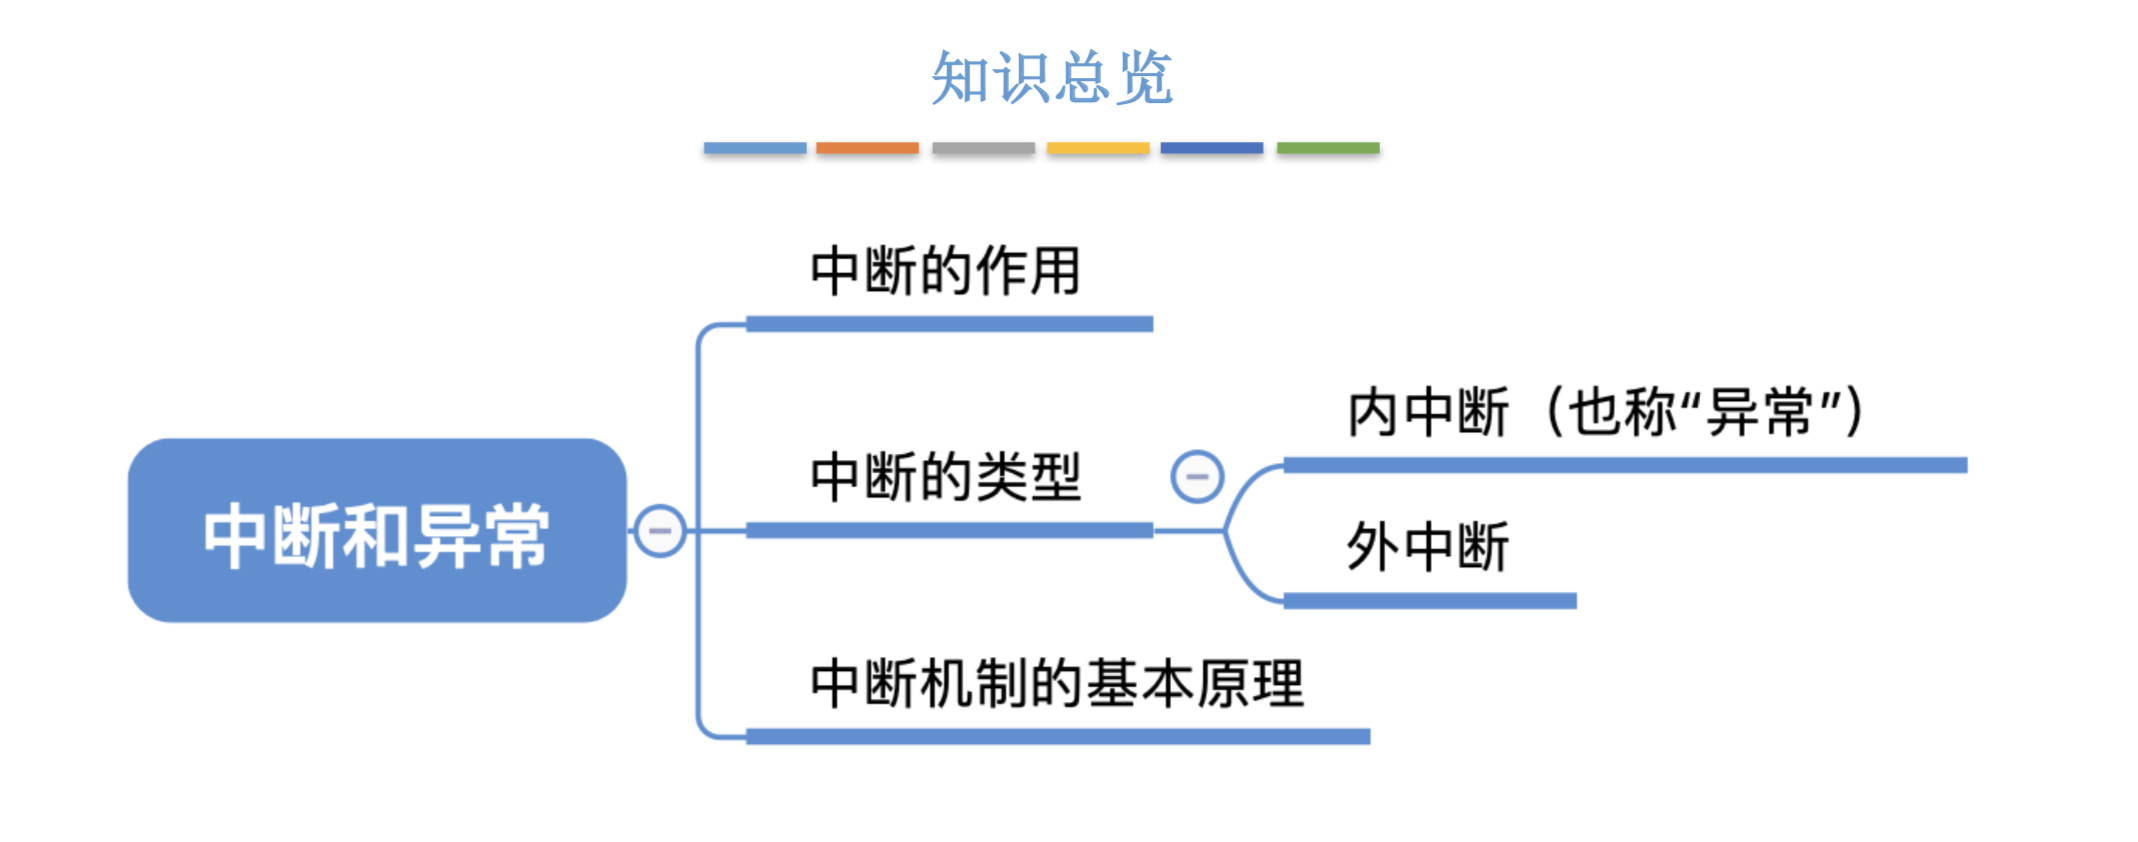 知识总览
中断和异常
中断的作用
中断的类型
内中断（也称“异常”）
外中断
中断机制的基本原理